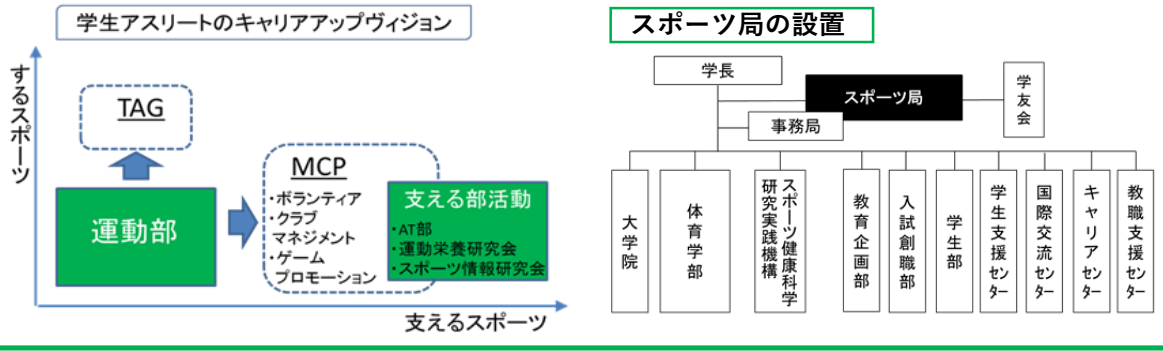 学生アスリートのキャリアアップヴィジョン
するスポーツ
TAG
運動部
MCP
・ボランティア
・クラブ
マネジメント
・ゲーム
プロモーション
支える部活動
・AT部
・運動栄養研究会
・スポーツ情報研究会
支えるスポーツ
スポーツ局の設置
学長
スポーツ局
学友会
事務局
大学院
体育学部
スポーツ健康科学
研究実践機構
教育企画部
入試創職部
学生部
学生支援センター
国際交流センター
キャリアセンター
教職支援センター